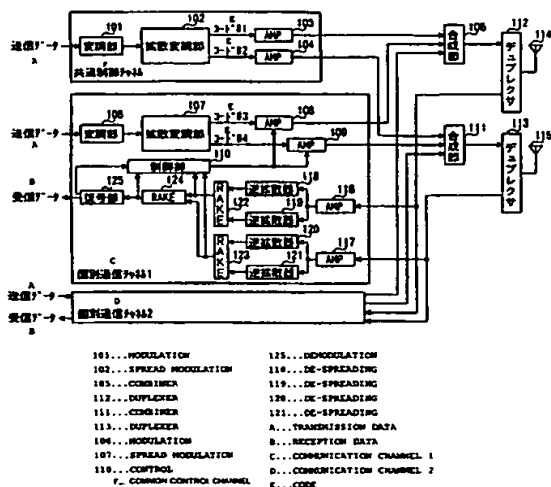 101
102
E
コード#1
103
AMP
105
合成部
112
デュプレクサ
114
送信データ
A
変調部
拡散変調部
E
コード#2
104
AMP
F
共通制御チャネル
106
107
E
コード#3
108
AMP
111
合成部
113
デュプレクサ
115
送信データ
A
変調部
拡散変調部
E
コード#4
109
AMP
110
制御部
B
受信データ
125
復号部
124
RAKE
RAKE
122
118
逆拡散器
119
逆拡散器
116
AMP
RAKE
123
120
逆拡散器
121
逆拡散器
117
AMP
C
個別通信チャネル1
A
送信データ
受信データ
B
D
個別通信チャネル2
101...MODULATION
102...SPREAD MODULATION
105...COMBINER
112...DUPLEXER
111...COMBINER
113...DUPLEXER
106...MODULATION
107...SPREAD MODULATION
110...CONTROL
F... COMMON CONTROL CHANNEL
125...DEMODULATION
118...DE-SPREADING
119...DE-SPREADING
120...DE-SPREADING
121...DE-SPREADING
A...TRANSMISSION DATA
B...RECEPTION DATA
C...COMMUNICATION CHANNEL 1
D...COMMUNICATION CHANNEL 2
E...CODE